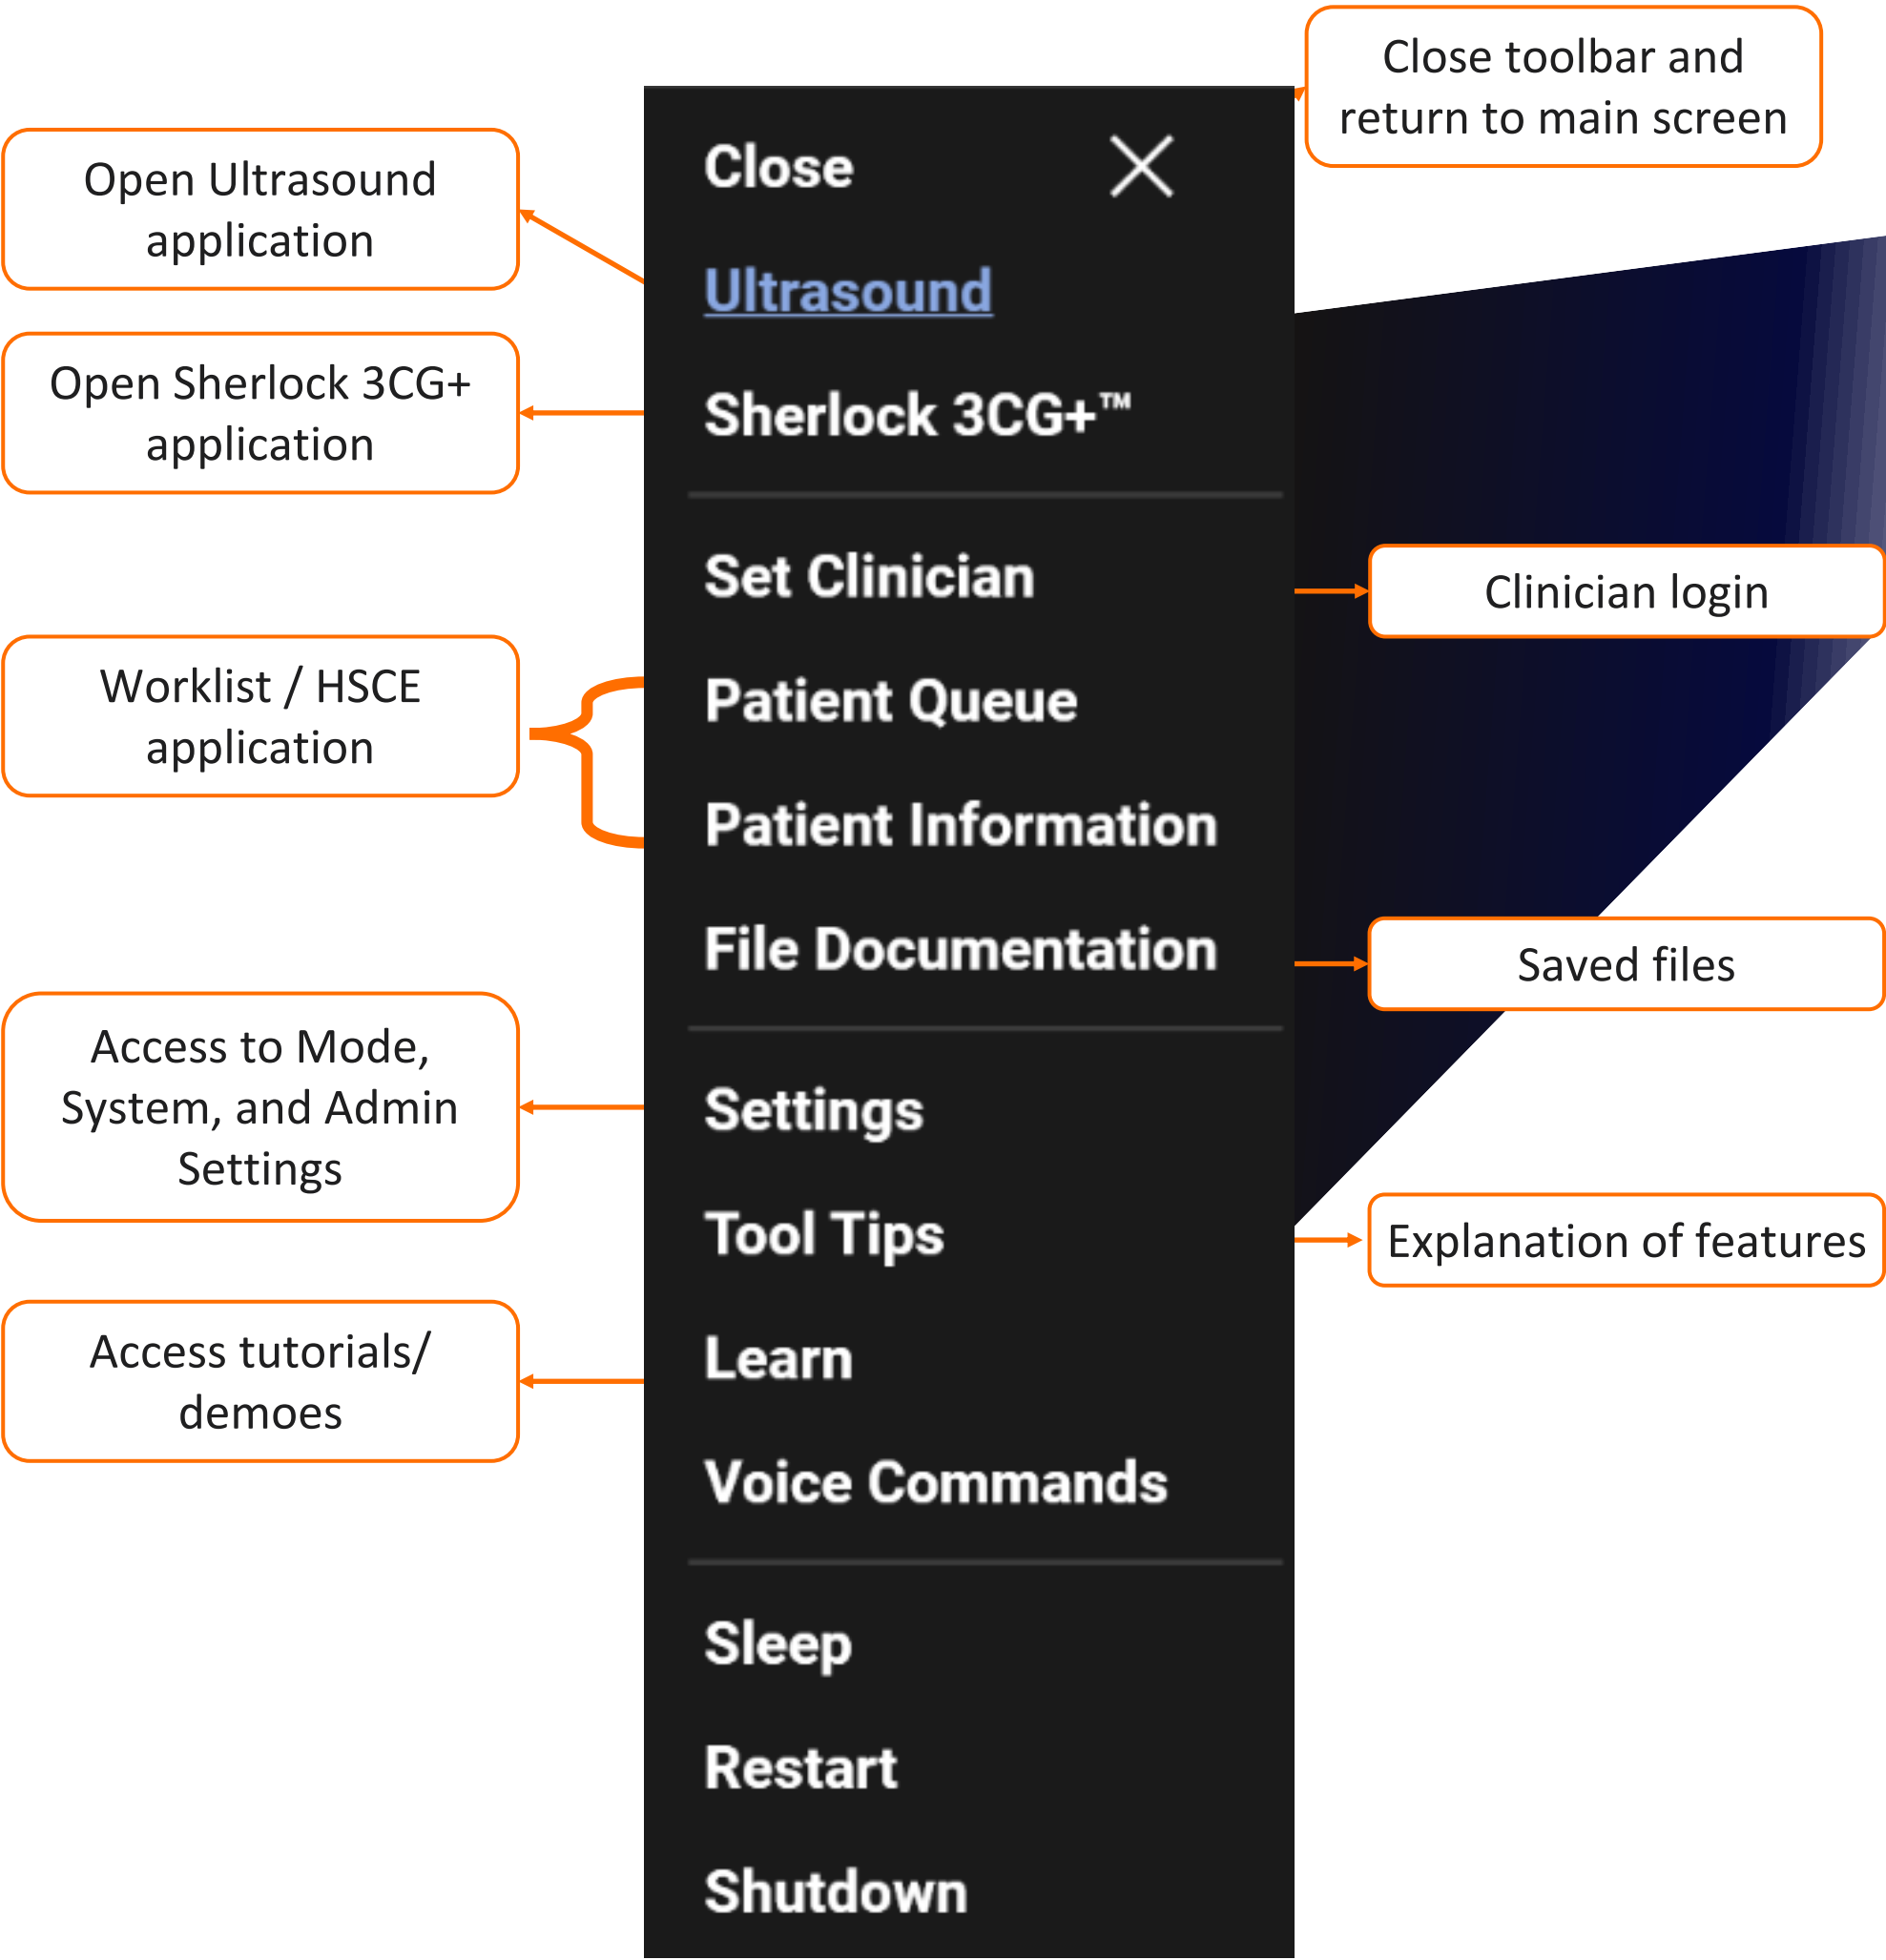 Close toolbar and
return to main screen
Close
Open Ultrasound
application
Ultrasound
Open Sherlock 3CG+
application
Sherlock 3CG+™
Set Clinician
Clinician login
Worklist / HSCE
application
Patient Queue
Patient Information
File Documentation
Saved files
Access to Mode,
System, and Admin
Settings
Settings
Tool Tips
Explanation of features
Access tutorials/
demoes
Learn
Voice Commands
Sleep
Restart
Shutdown